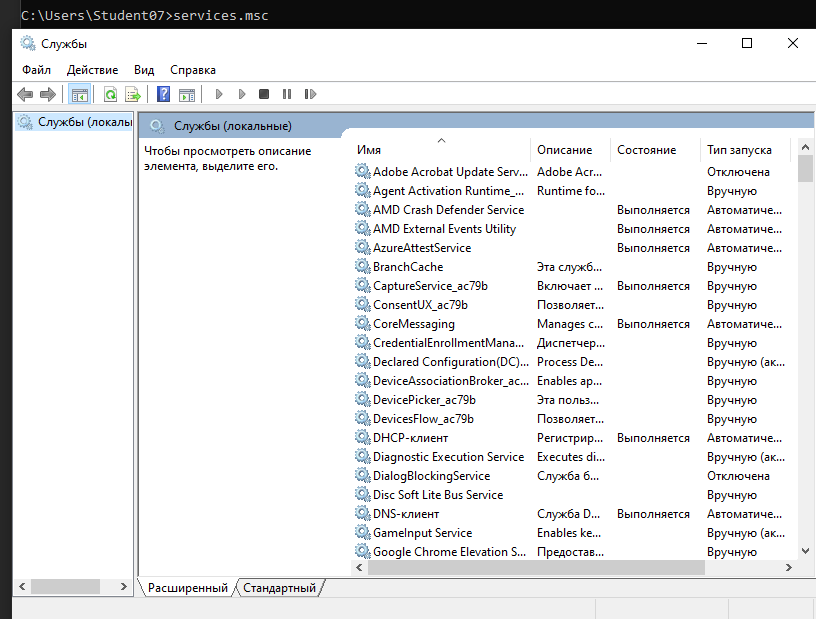 C:\Users\Student07>services.msc
Службы
Файл Действие Вид Справка
Службы (локаль
Службы (локальные)
Чтобы просмотреть описание
элемента, выделите его.
Имя Описание Состояние Тип запуска
Adobe Acrobat Update Serv... Adobe Acr... Отключена
Agent Activation Runtime_... Runtime fo... Вручную
AMD Crash Defender Service Выполняется Автоматиче...
AMD External Events Utility Выполняется Автоматиче...
AzureAttestService Выполняется Автоматиче...
BranchCache Эта служб... Вручную
CaptureService_ac79b Включает ... Выполняется Вручную
ConsentUX_ac79b Позволяет... Вручную
CoreMessaging Manages c... Выполняется Автоматиче...
CredentialEnrollmentMana... Диспетчер... Вручную
Declared Configuration(DC)... Process De... Вручную (ак...
DeviceAssociationBroker_ac... Enables ap... Вручную
DevicePicker_ac79b Эта польз... Вручную
DevicesFlow_ac79b Позволяет... Вручную
DHCP-клиент Регистрир... Выполняется Автоматиче...
Diagnostic Execution Service Executes di... Вручную (ак...
DialogBlockingService Служба б... Отключена
Disc Soft Lite Bus Service Вручную
DNS-клиент Служба D... Выполняется Автоматиче...
GameInput Service Enables ke... Вручную (ак...
Google Chrome Elevation S... Предостав... Вручную
Расширенный Стандартный